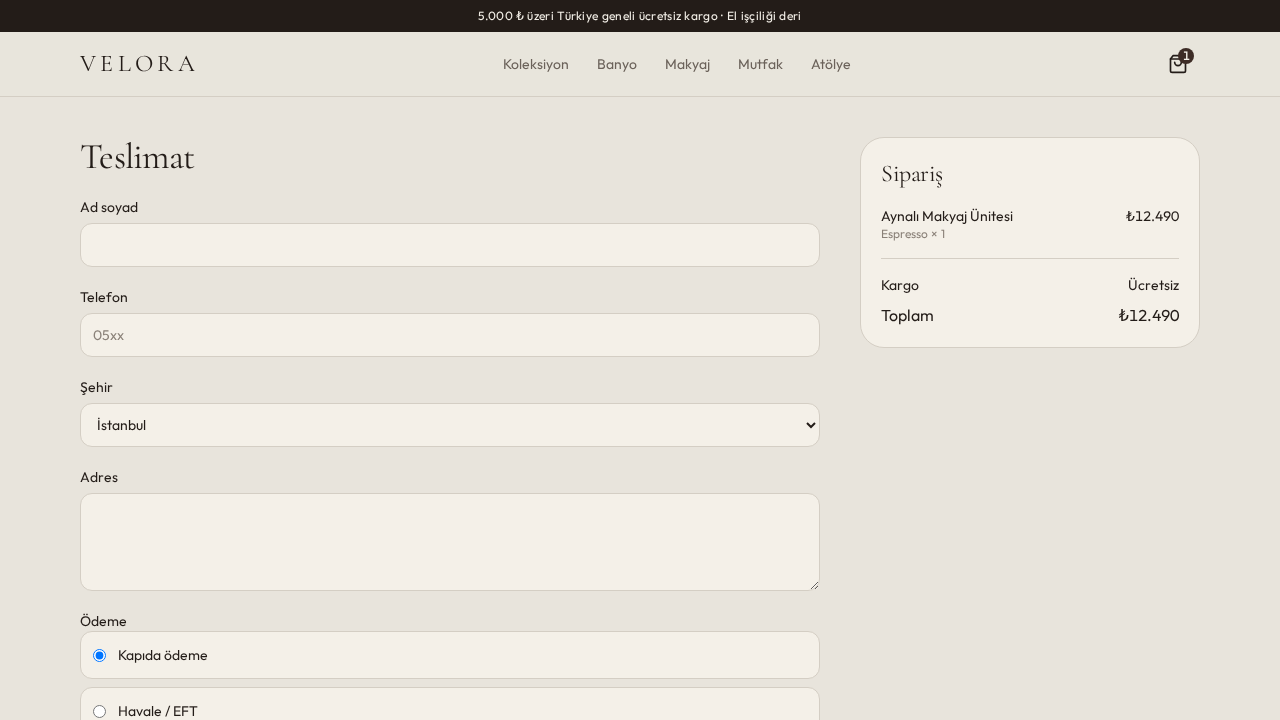 5.000 ₺ üzeri Türkiye geneli ücretsiz kargo · El işçiliği deri
VELORA
Koleksiyon Banyo Makyaj Mutfak Atölye
1
Teslimat
Ad soyad
Telefon
05xx
Şehir
İstanbul
Adres
Ödeme
Kapıda ödeme
Havale / EFT
Sipariş
Aynalı Makyaj Ünitesi ₺12.490
Espresso × 1
Kargo Ücretsiz
Toplam ₺12.490